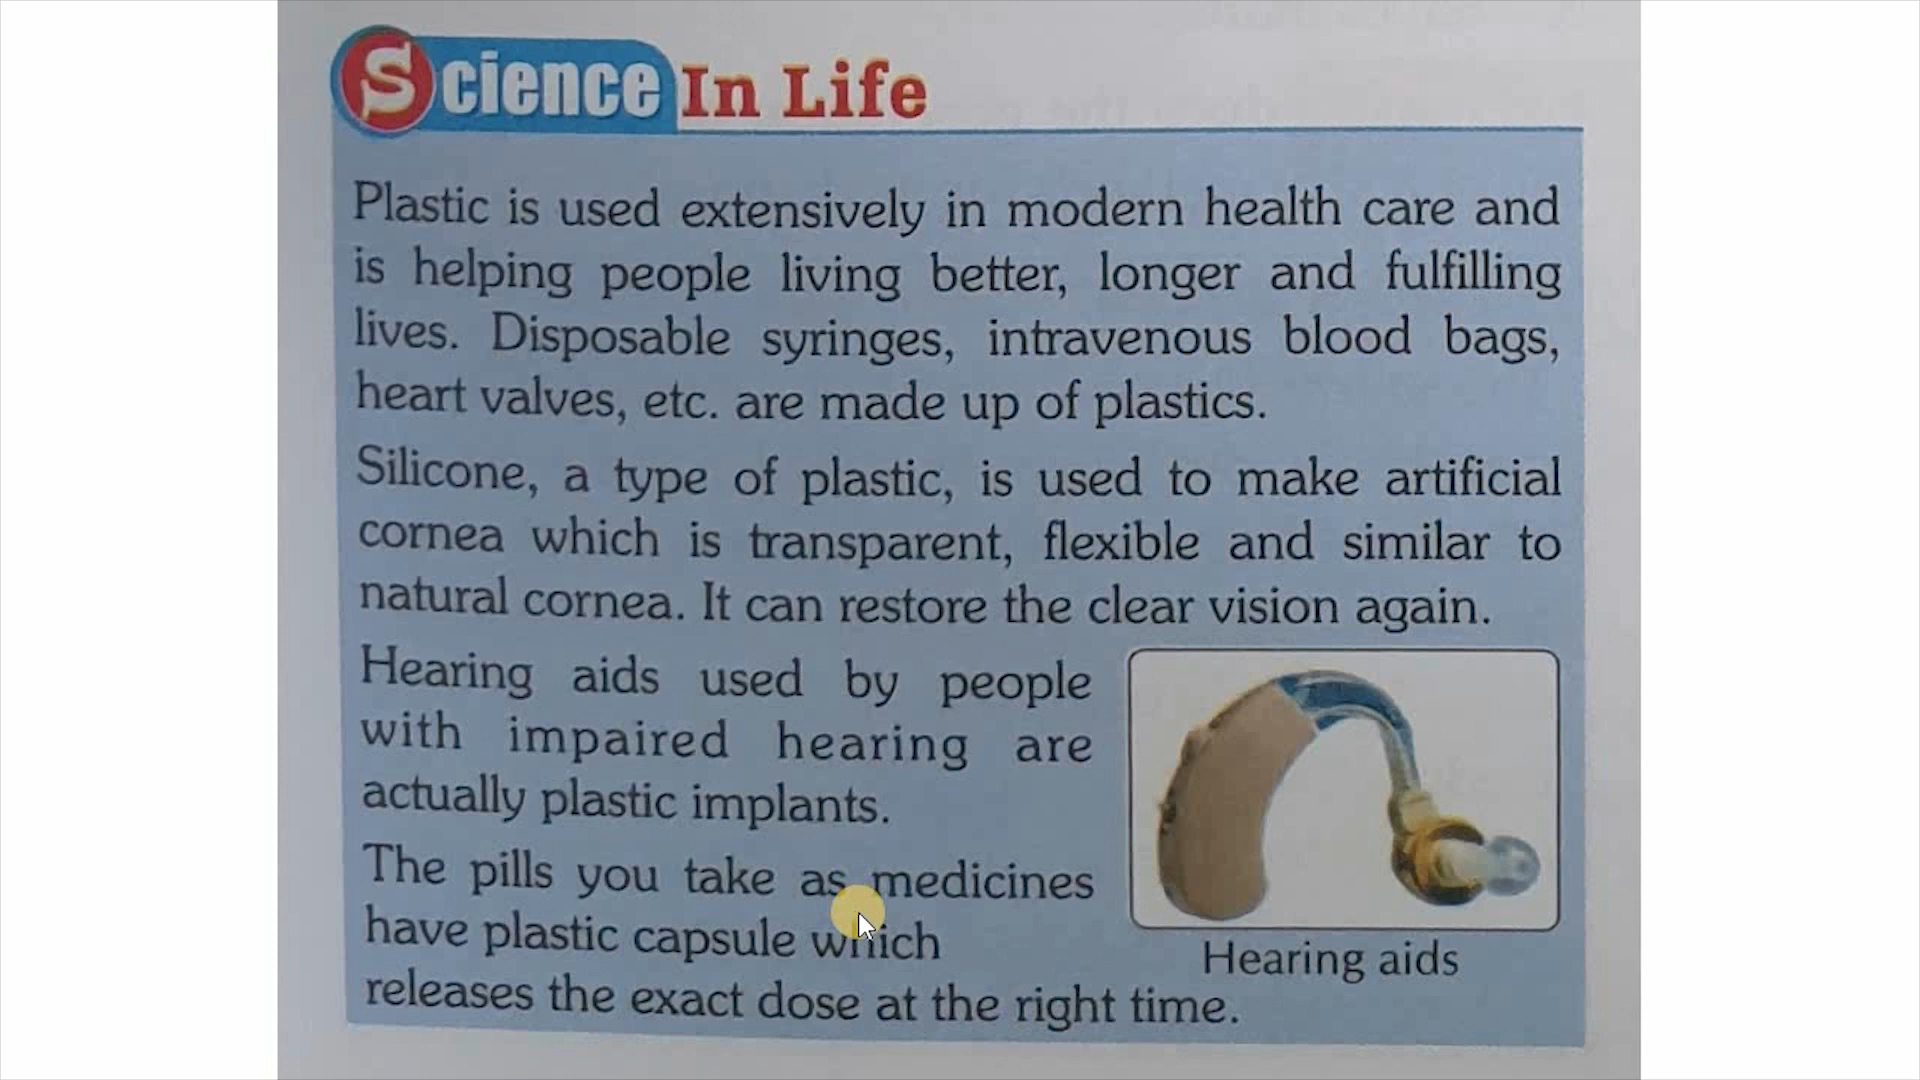 Science In Life
Plastic is used extensively in modern health care and
is helping people living better, longer and fulfilling
lives. Disposable syringes, intravenous blood bags,
heart valves, etc. are made up of plastics.
Silicone, a type of plastic, is used to make artificial
cornea which is transparent, flexible and similar to
natural cornea. It can restore the clear vision again.
Hearing aids used by people
with impaired hearing are
actually plastic implants.
The pills you take as medicines
have plastic capsule which
releases the exact dose at the right time.
Hearing aids